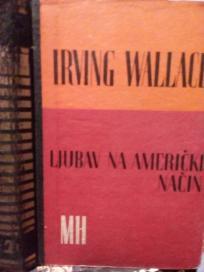 IRVING WALLACE
LJUBAV NA AMERIČKI
NAČIN
MH